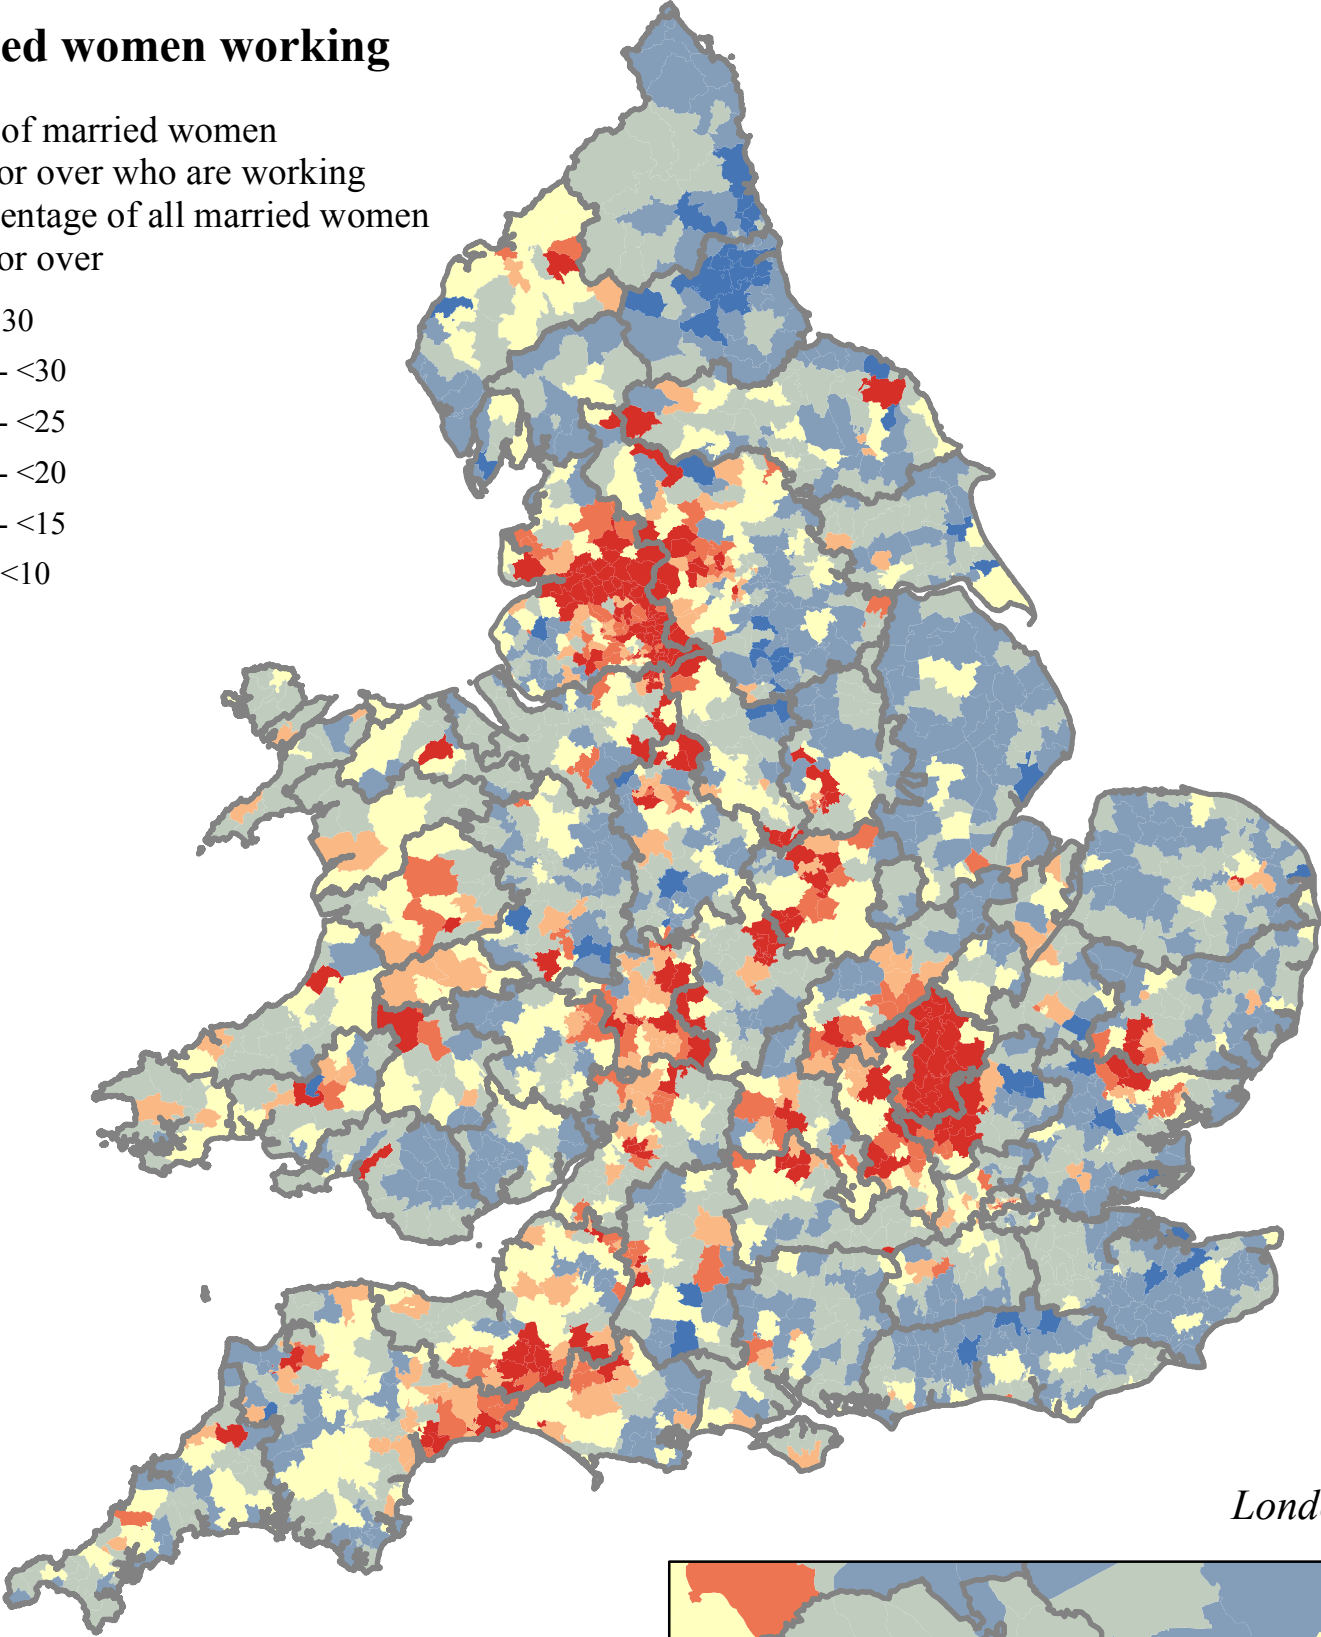 ed women working
of married women
or over who are working
entage of all married women
or over
30
- <30
- <25
- <20
- <15
<10
Lond